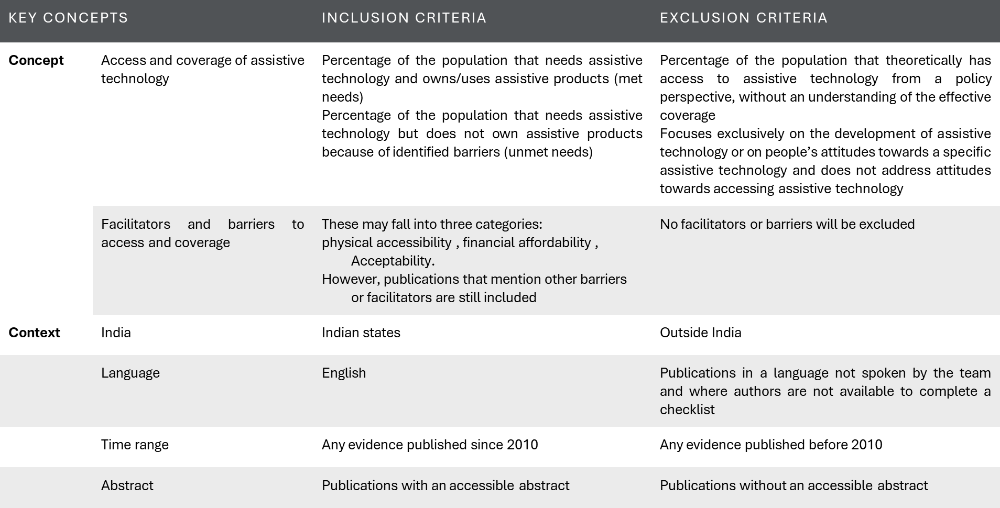 KEY CONCEPTS INCLUSION CRITERIA EXCLUSION CRITERIA
Concept
Access and coverage of assistive
technology
Percentage of the population that needs assistive
technology and owns/uses assistive products (met
needs)
Percentage of the population that needs assistive
technology but does not own assistive products
because of identified barriers (unmet needs)
Percentage of the population that theoretically has
access to assistive technology from a policy
perspective, without an understanding of the effective
coverage
Focuses exclusively on the development of assistive
technology or on people’s attitudes towards a specific
assistive technology and does not address attitudes
towards accessing assistive technology
Facilitators and barriers to
access and coverage
These may fall into three categories:
physical accessibility , financial affordability ,
Acceptability.
However, publications that mention other barriers
or facilitators are still included
No facilitators or barriers will be excluded
Context
India
Indian states
Outside India
Language
English
Publications in a language not spoken by the team
and where authors are not available to complete a
checklist
Time range
Any evidence published since 2010
Any evidence published before 2010
Abstract
Publications with an accessible abstract
Publications without an accessible abstract